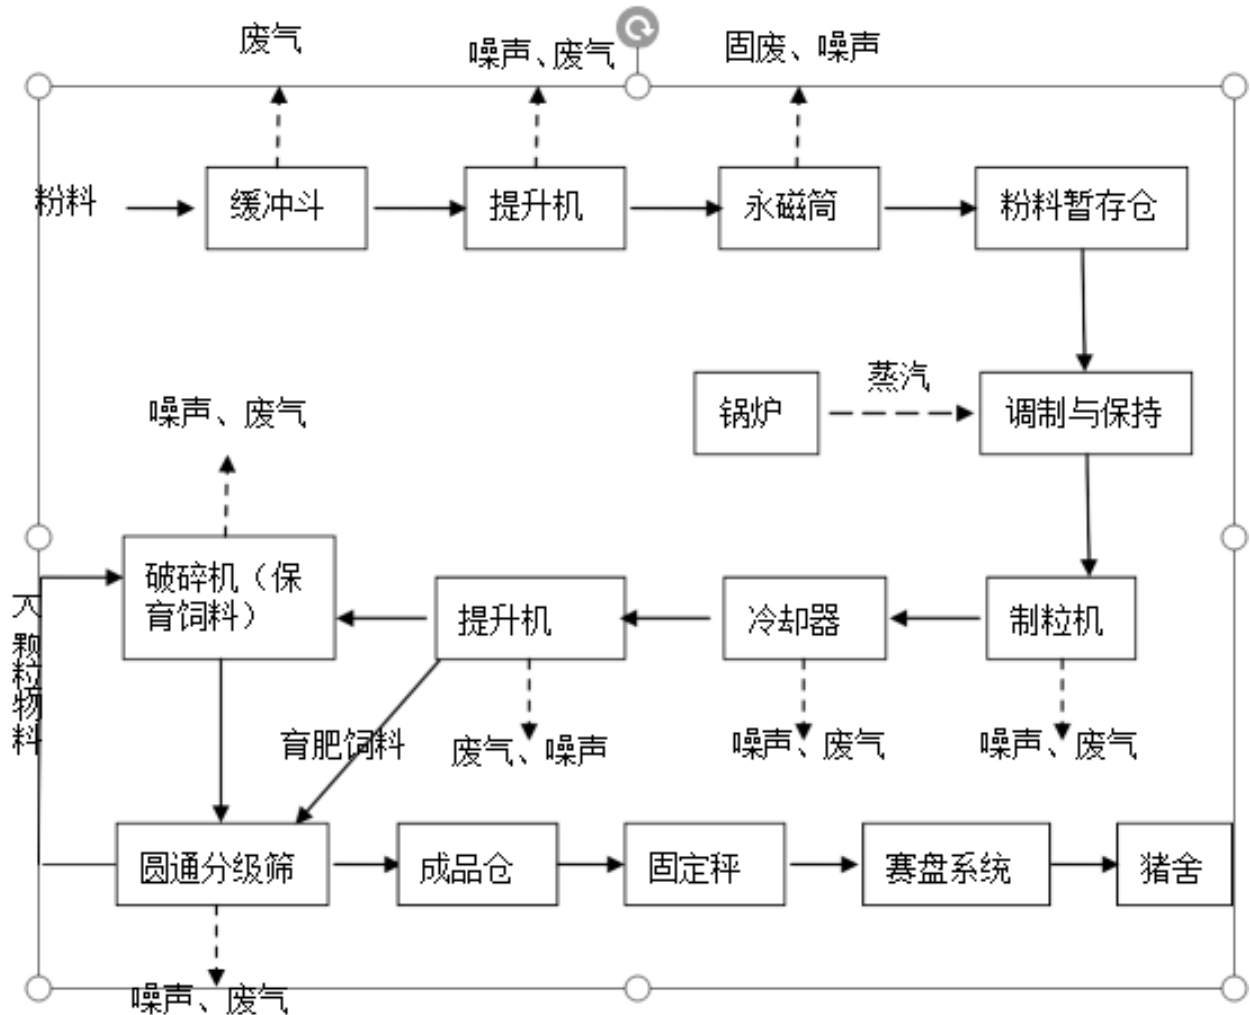 废气
噪声、废气
固废、噪声
粉料
缓冲斗
提升机
永磁筒
粉料暂存仓
锅炉
蒸汽
调制与保持
噪声、废气
破碎机（保
育饲料）
提升机
冷却器
制粒机
大颗粒物料
育肥饲料
废气、噪声
噪声、废气
噪声、废气
圆通分级筛
成品仓
固定秤
赛盘系统
猪舍
噪声、废气